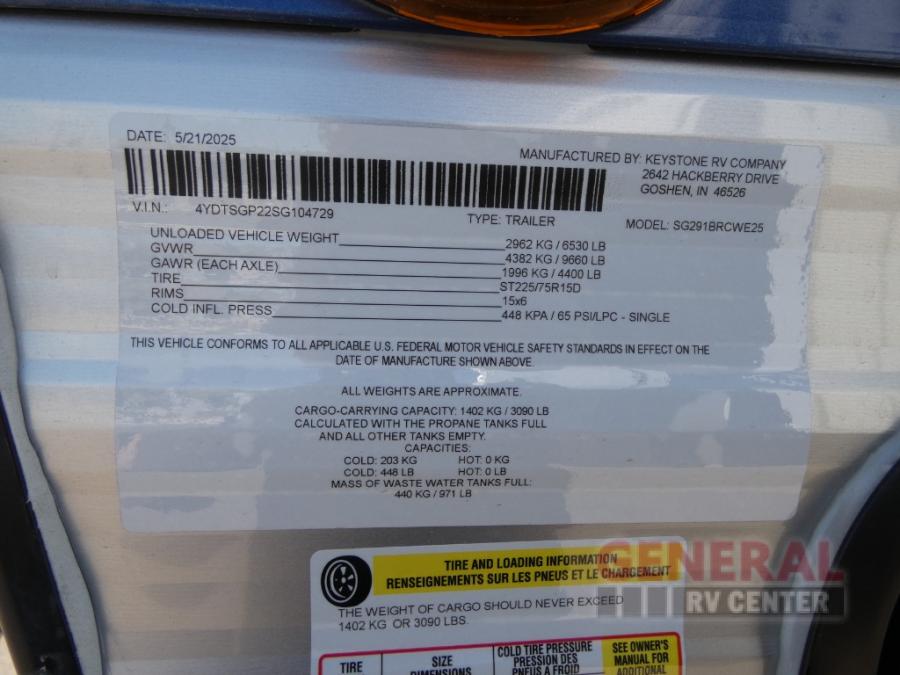 DATE: 5/21/2025
MANUFACTURED BY: KEYSTONE RV COMPANY
2642 HACKBERRY DRIVE
GOSHEN, IN 46526
V.I.N.: 4YDTSGP22SG104729
TYPE: TRAILER
MODEL: SG291BRCWE25
UNLOADED VEHICLE WEIGHT 2962 KG / 6530 LB
GVWR 4382 KG / 9660 LB
GAWR (EACH AXLE) 1996 KG / 4400 LB
TIRE ST225/75R15D
RIMS 15x6
COLD INFL. PRESS 448 KPA / 65 PSI/LPC - SINGLE
THIS VEHICLE CONFORMS TO ALL APPLICABLE U.S. FEDERAL MOTOR VEHICLE SAFETY STANDARDS IN EFFECT ON THE
DATE OF MANUFACTURE SHOWN ABOVE.
ALL WEIGHTS ARE APPROXIMATE.
CARGO-CARRYING CAPACITY: 1402 KG / 3090 LB
CALCULATED WITH THE PROPANE TANKS FULL
AND ALL OTHER TANKS EMPTY.
CAPACITIES:
COLD: 203 KG HOT: 0 KG
COLD: 448 LB HOT: 0 LB
MASS OF WASTE WATER TANKS FULL:
440 KG / 971 LB
TIRE AND LOADING INFORMATION
RENSEIGNEMENTS SUR LES PNEUS ET LE CHARGEMENT
GENERAL
RV CENTER
THE WEIGHT OF CARGO SHOULD NEVER EXCEED
1402 KG OR 3090 LBS.
TIRE
SIZE
DIMENSIONS
COLD TIRE PRESSURE
PRESSION DES
PNEUS A FROID
SEE OWNER'S
MANUAL FOR
ADDITIONAL